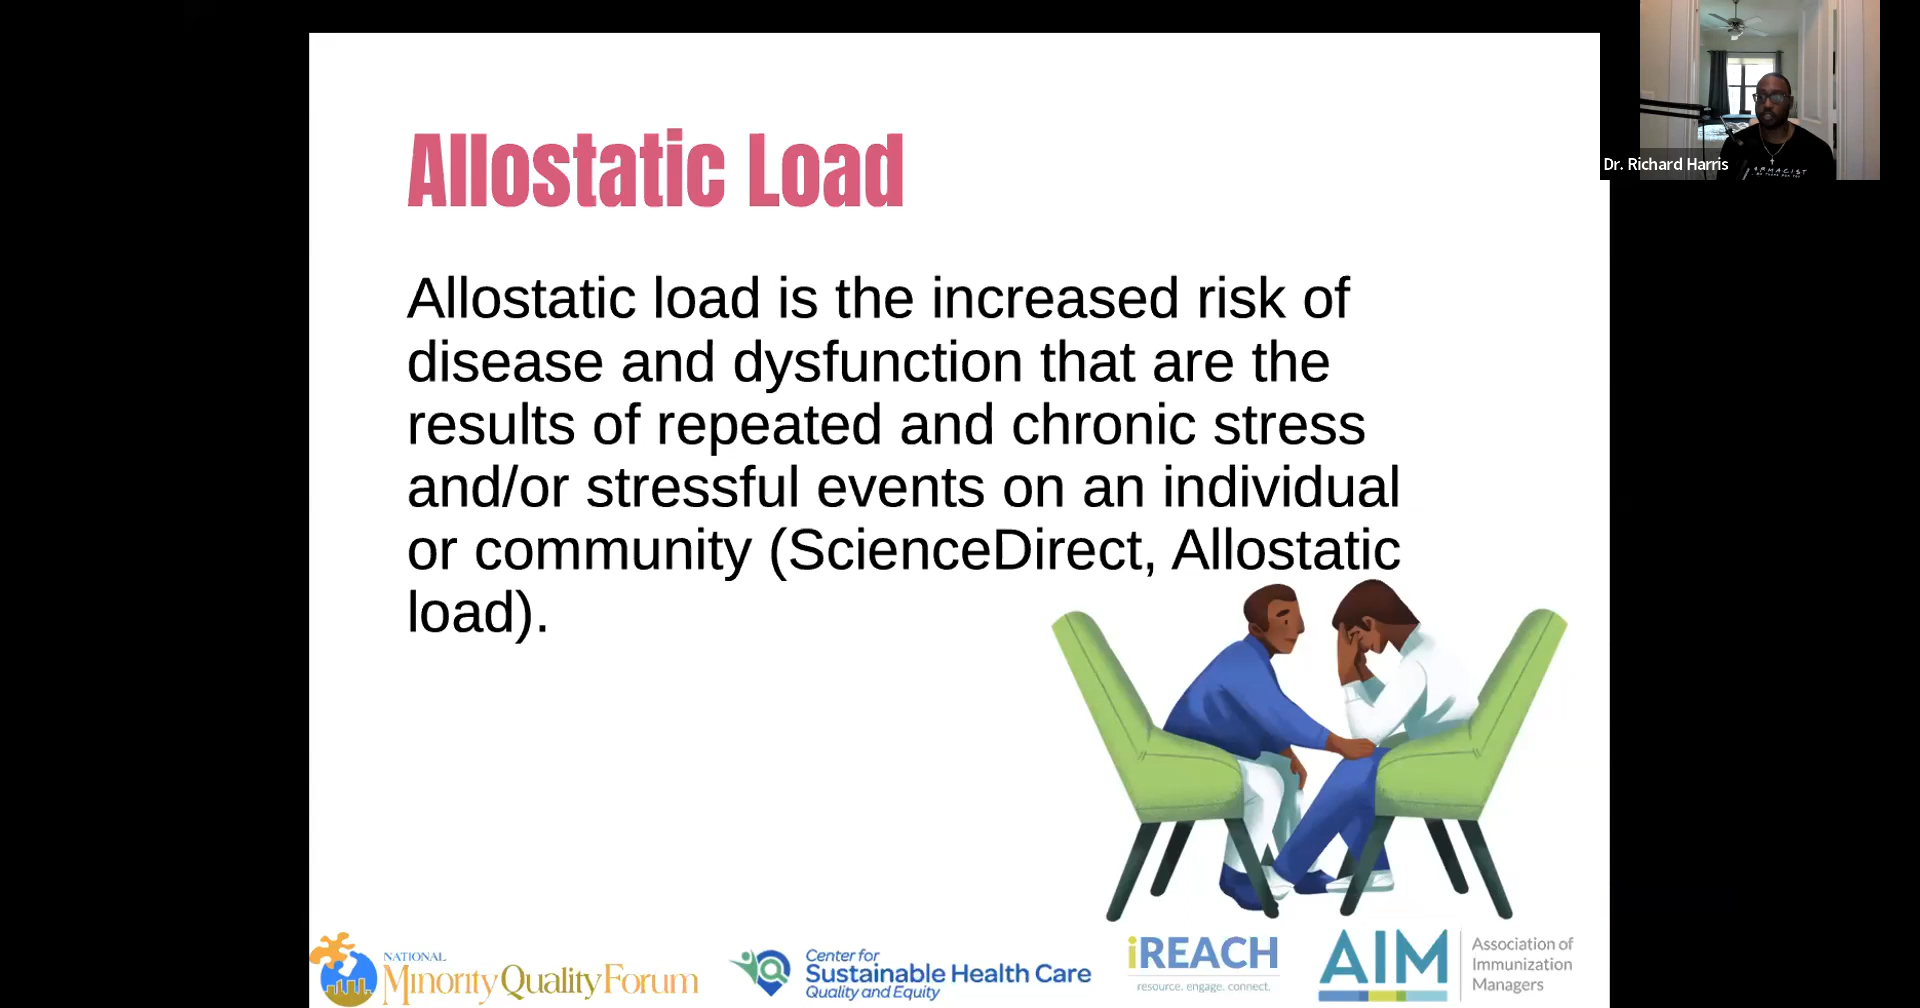 Allostatic Load
Allostatic load is the increased risk of
disease and dysfunction that are the
results of repeated and chronic stress
and/or stressful events on an individual
or community (ScienceDirect, Allostatic
load).
Dr. Richard Harris
NATIONAL
Minority Quality Forum
Center for
Sustainable Health Care
Quality and Equity
iREACH
resource. engage. connect.
AIM
Association of
Immunization
Managers